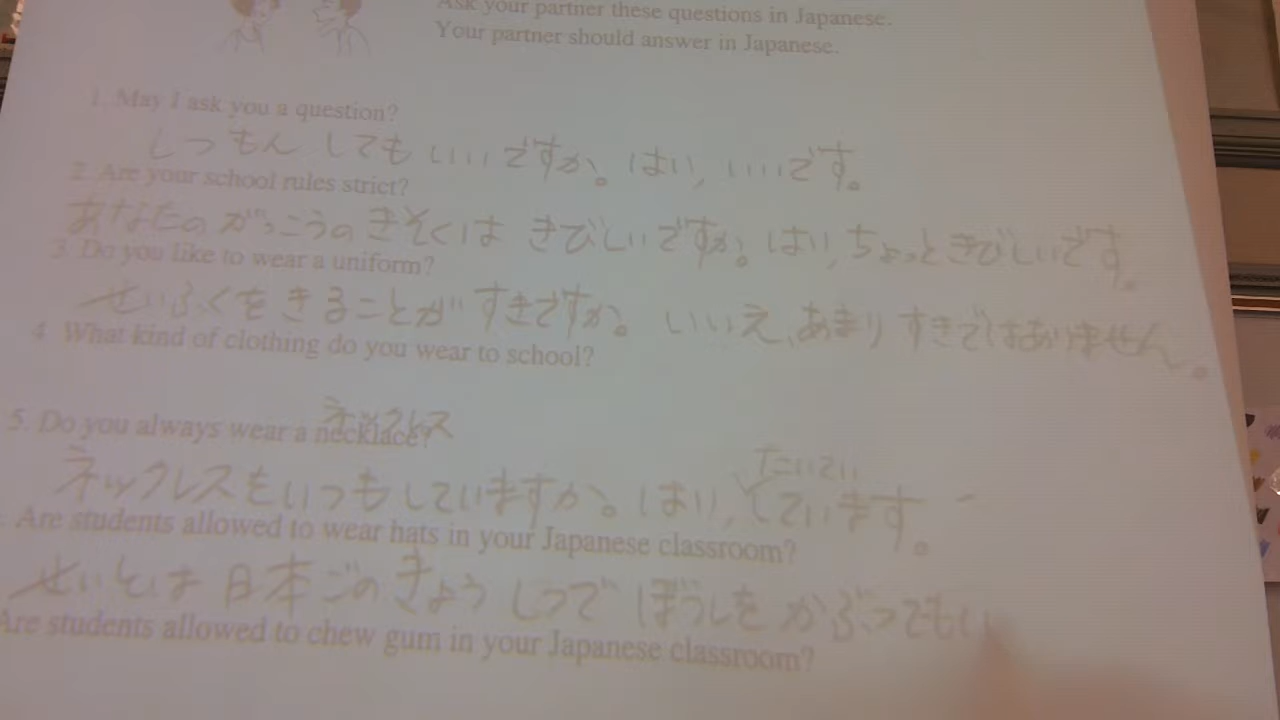 Ask your partner these questions in Japanese.
Your partner should answer in Japanese.
1. May I ask you a question?
しつもん しても いいですか。はい, いいです。
2. Are your school rules strict?
あなたの がっこうの きそくは きびしいですか。はい, ちょっと きびしいです。
3. Do you like to wear a uniform?
せいふくを きることが すきですか。 いいえ、あまり すきではありません。
4. What kind of clothing do you wear to school?
ネックレス
5. Do you always wear a necklace?
たいてい
ネックレスをいつもしていますか。はい, しています。
Are students allowed to wear hats in your Japanese classroom?
せいとは 日本ごの きょうしつで ぼうしを かぶってもい
Are students allowed to chew gum in your Japanese classroom?